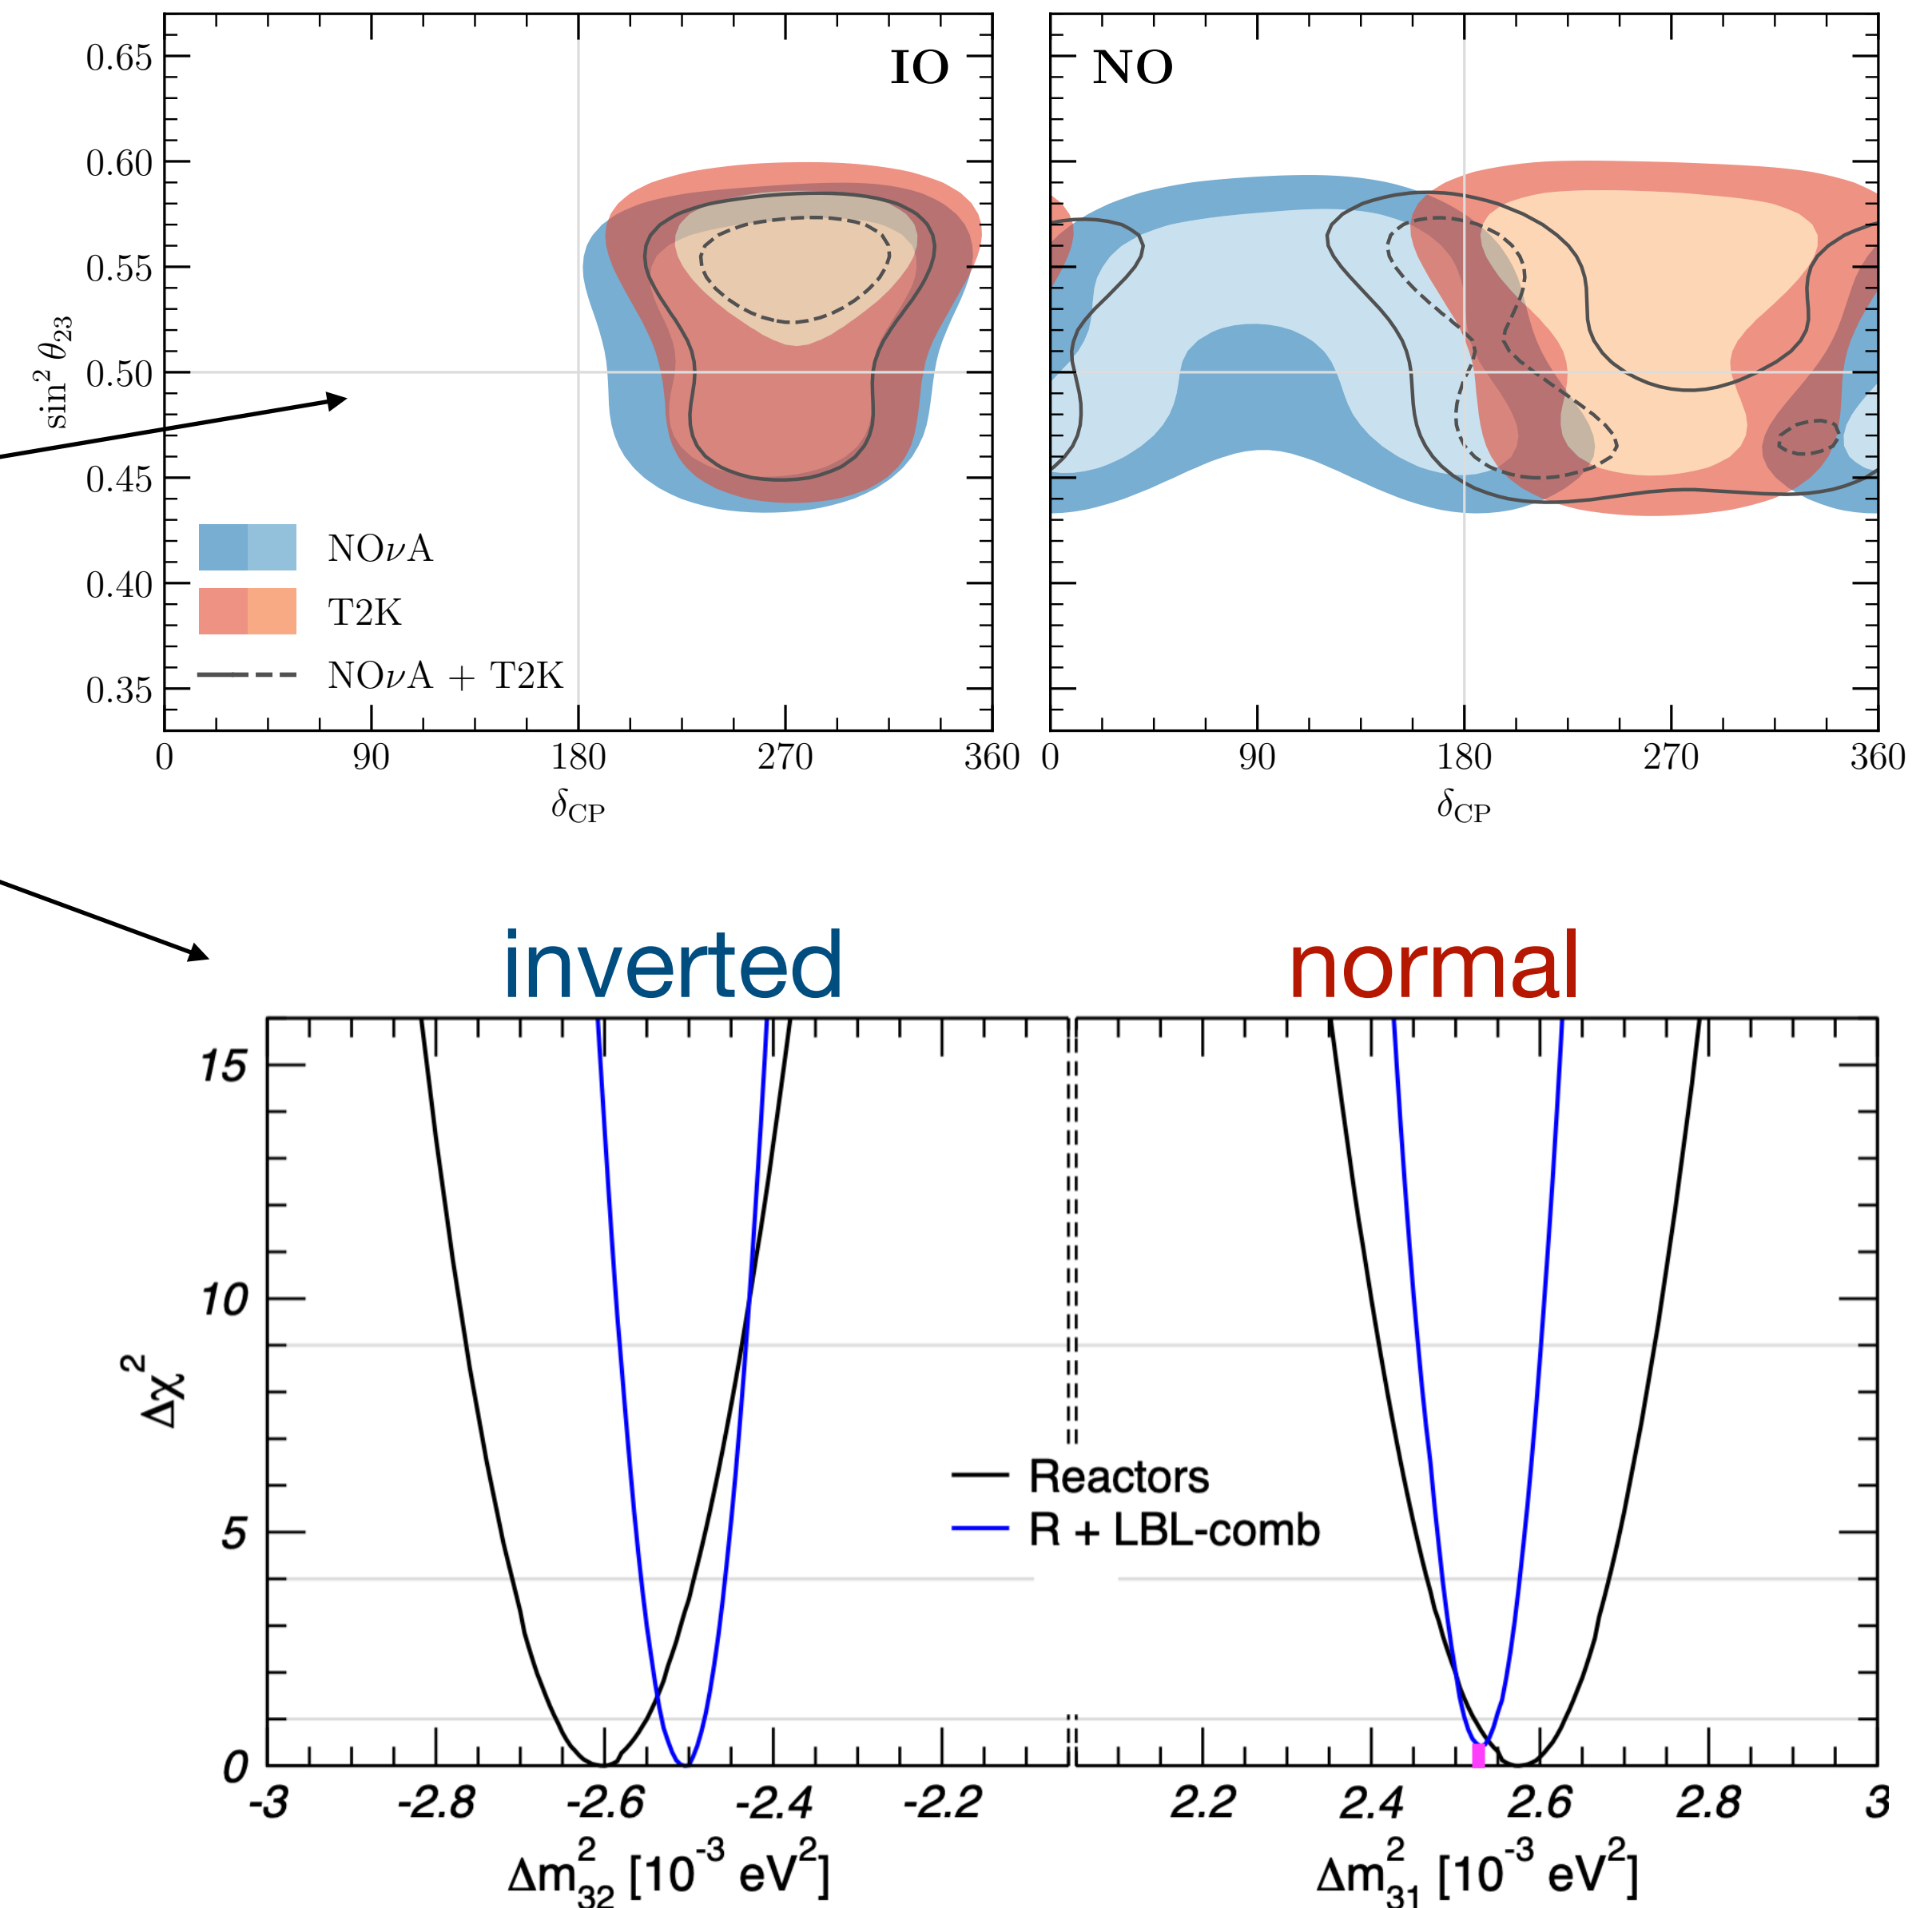 IO
NO
0.65
0.60
0.55
0.50
0.45
0.40
0.35
sin² θ₂₃
NOνA
T2K
NOνA + T2K
0 90 180 270 360
0 90 180 270 360
δCP
δCP
inverted
normal
15
10
5
0
Δχ²
Reactors
R + LBL-comb
-3 -2.8 -2.6 -2.4 -2.2
2.2 2.4 2.6 2.8 3
Δm²₃₂ [10⁻³ eV²]
Δm²₃₁ [10⁻³ eV²]